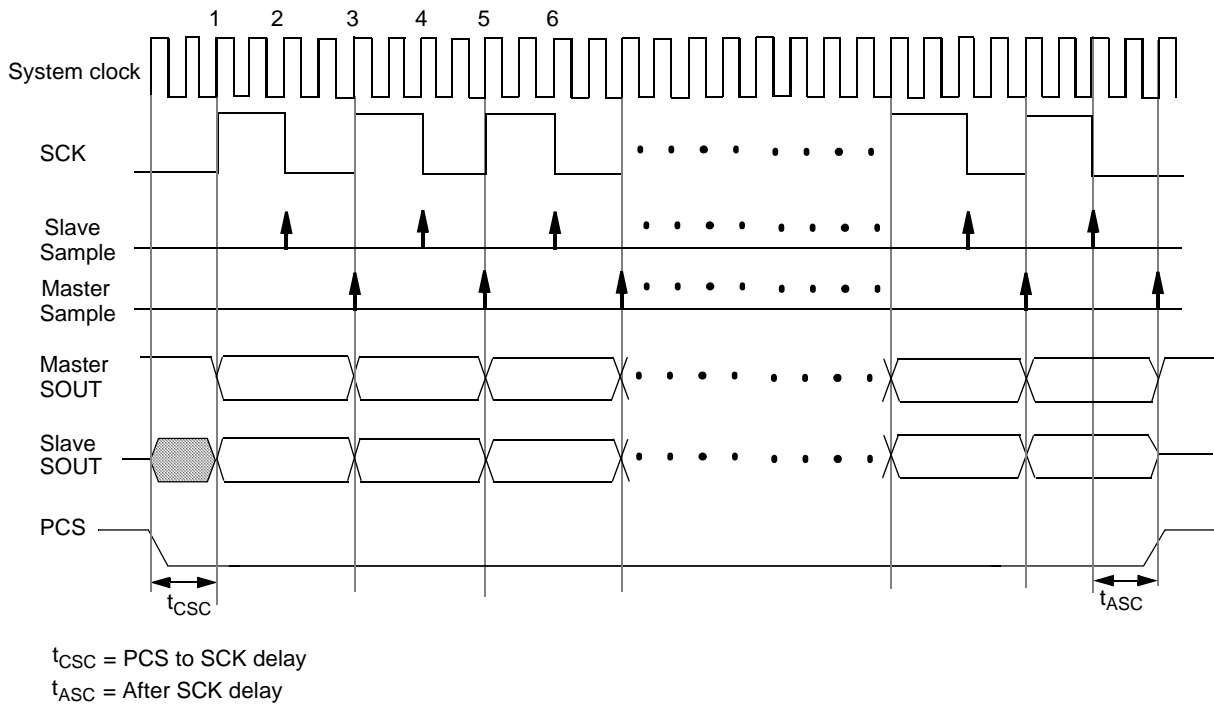 1 2 3 4 5 6
System clock
SCK
Slave
Sample
Master
Sample
Master
SOUT
Slave
SOUT
PCS
tCSC
tASC
tCSC = PCS to SCK delay
tASC = After SCK delay